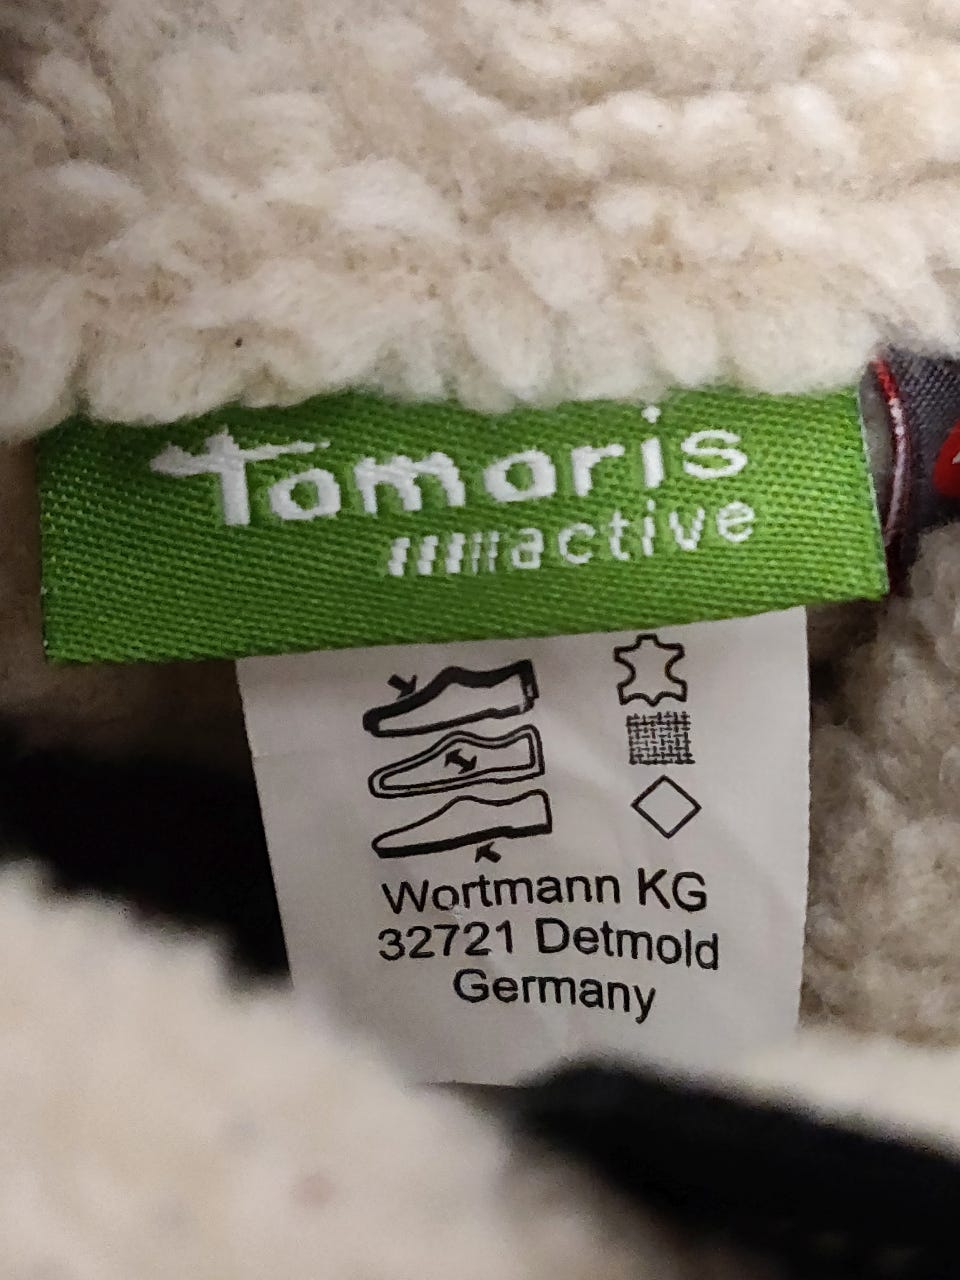 Tamaris
active
Wortmann KG
32721 Detmold
Germany